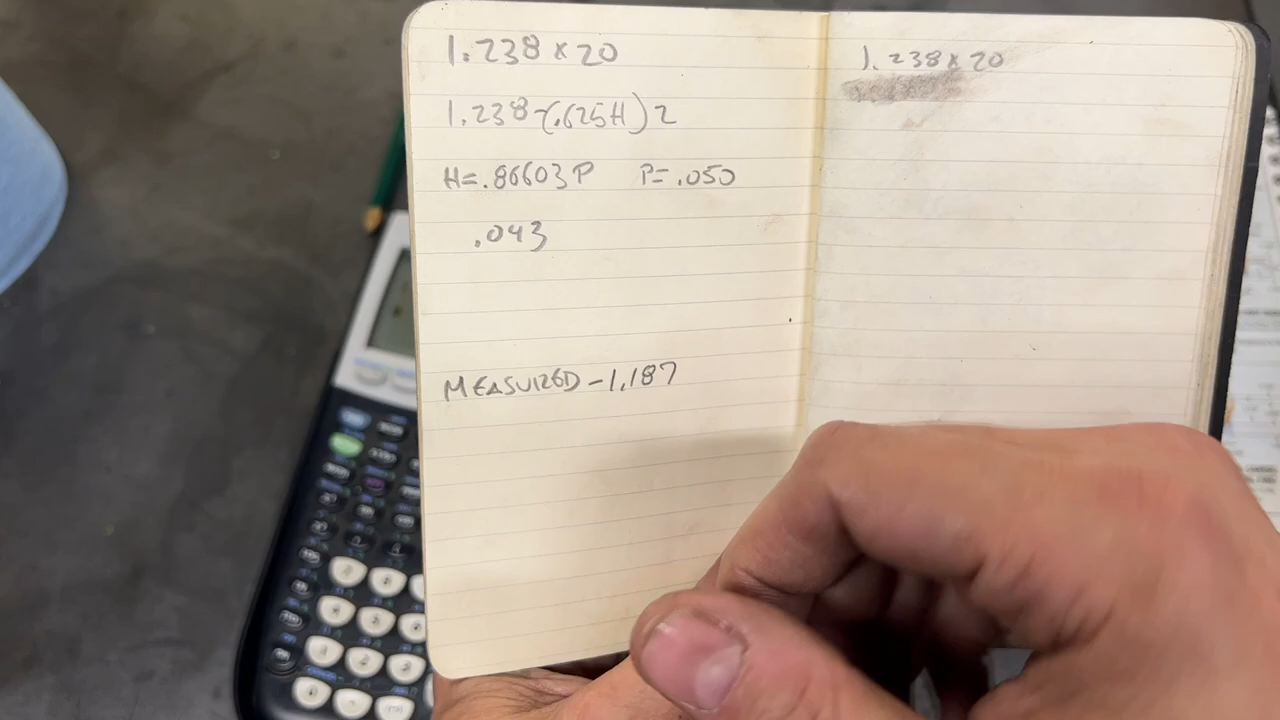 1.238 x 20
1.238-(.625H)2
H=.86603P P=.050
.043
MEASURED-1.187
1.238 x 20